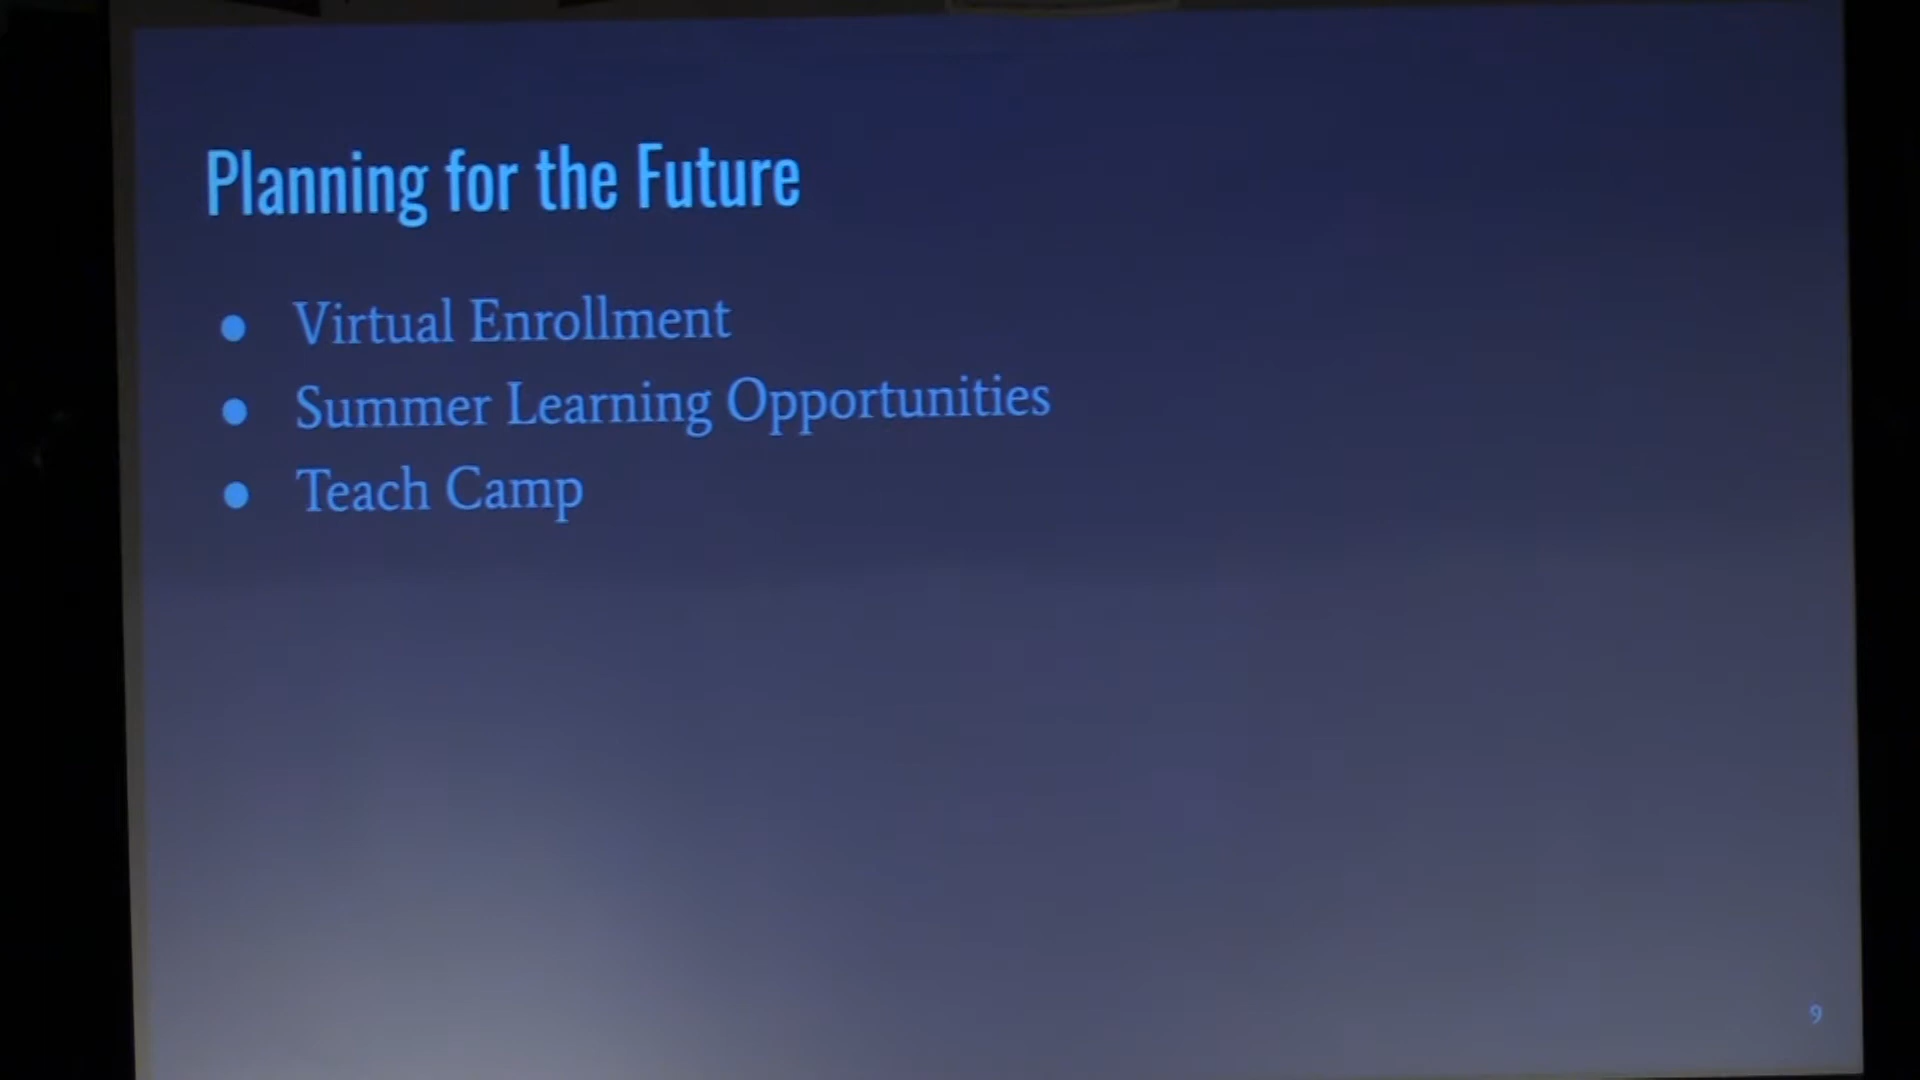 Planning for the Future
● Virtual Enrollment
● Summer Learning Opportunities
● Teach Camp
9